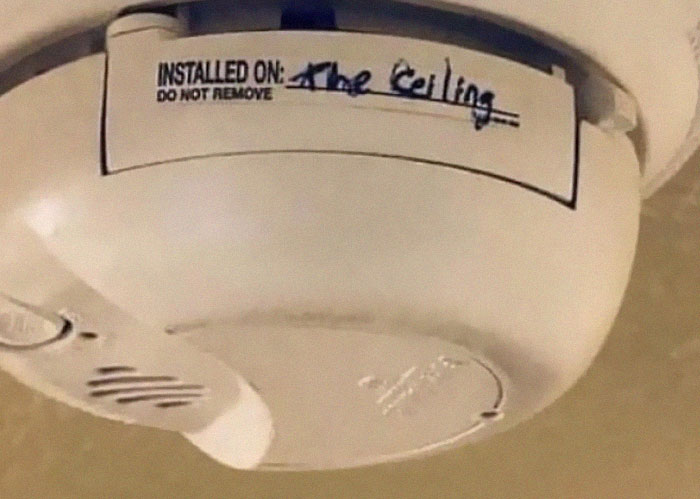 INSTALLED ON: The Ceiling
DO NOT REMOVE